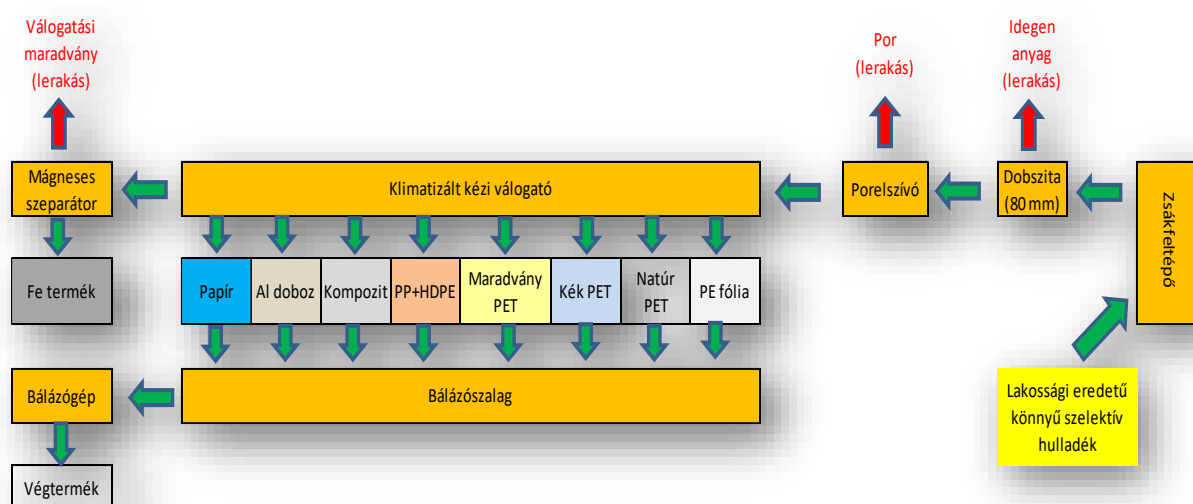 Válogatási
maradvány
(lerakás)
Por
(lerakás)
Idegen
anyag
(lerakás)
Mágneses
szeparátor
Klimatizált kézi válogató
Porelszívó
Dobszita
(80 mm)
Zsákfeltépő
Fe termék
Papír
Al doboz
Kompozit
PP+HDPE
Maradvány
PET
Kék PET
Natúr
PET
PE fólia
Bálázógép
Bálázószalag
Lakossági eredetű
könnyű szelektív
hulladék
Végtermék